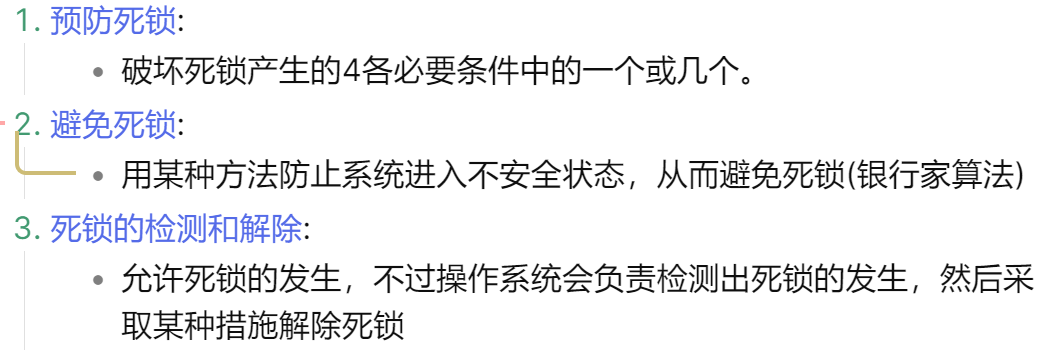 1. 预防死锁:
• 破坏死锁产生的4各必要条件中的一个或几个。
2. 避免死锁:
• 用某种方法防止系统进入不安全状态，从而避免死锁(银行家算法)
3. 死锁的检测和解除:
• 允许死锁的发生，不过操作系统会负责检测出死锁的发生，然后采
取某种措施解除死锁